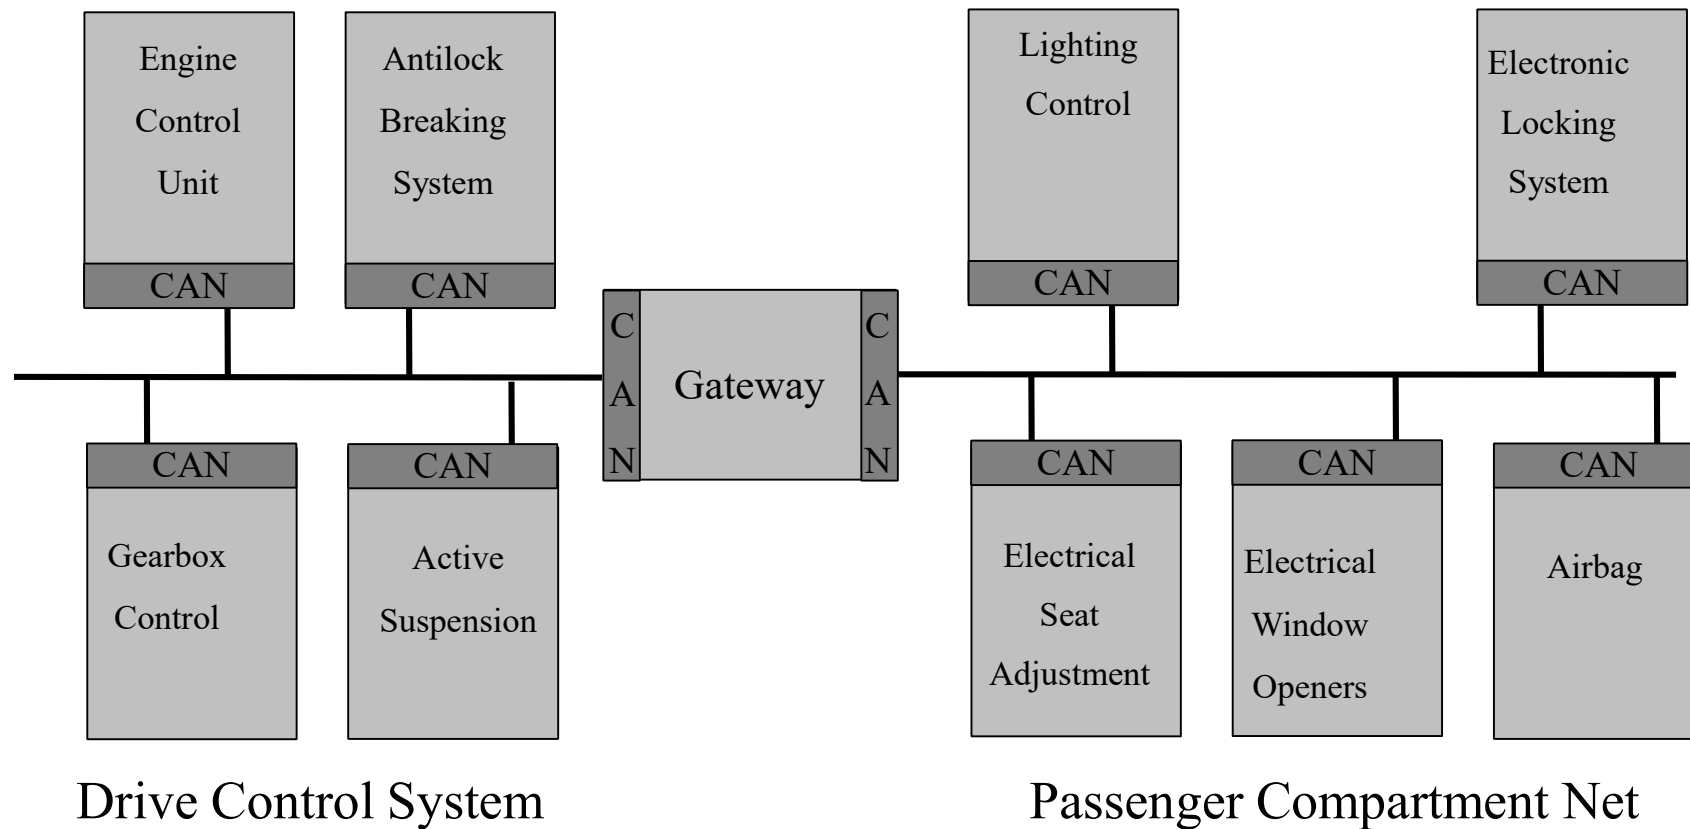 Engine
Control
Unit
CAN
Antilock
Breaking
System
CAN
Lighting
Control
CAN
Electronic
Locking
System
CAN
C
A
N
Gateway
C
A
N
CAN
Gearbox
Control
CAN
Active
Suspension
CAN
Electrical
Seat
Adjustment
CAN
Electrical
Window
Openers
CAN
Airbag
Drive Control System
Passenger Compartment Net